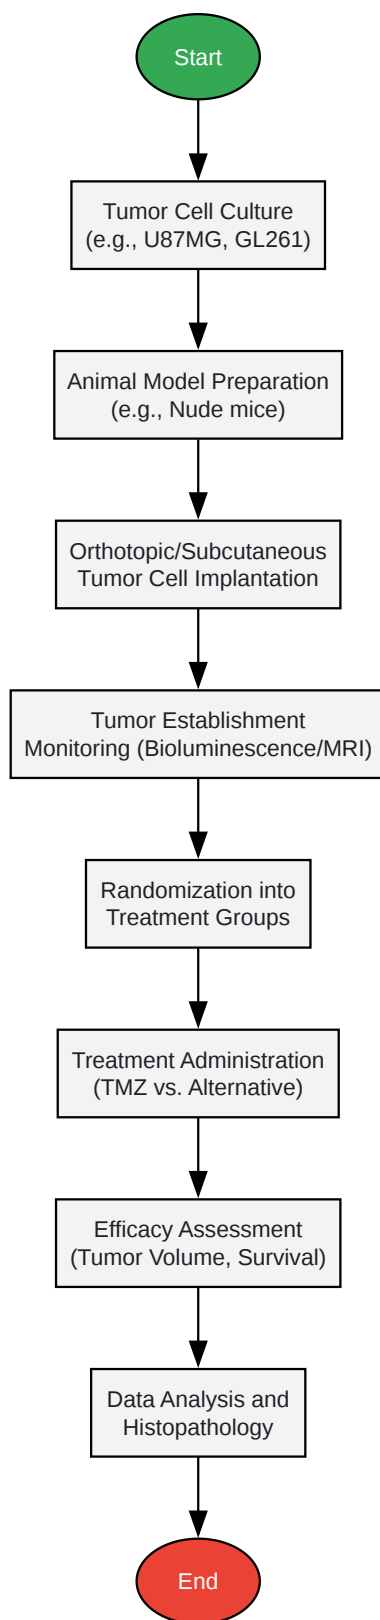 Start
Tumor Cell Culture
(e.g., U87MG, GL261)
Animal Model Preparation
(e.g., Nude mice)
Orthotopic/Subcutaneous
Tumor Cell Implantation
Tumor Establishment
Monitoring (Bioluminescence/MRI)
Randomization into
Treatment Groups
Treatment Administration
(TMZ vs. Alternative)
Efficacy Assessment
(Tumor Volume, Survival)
Data Analysis and
Histopathology
End